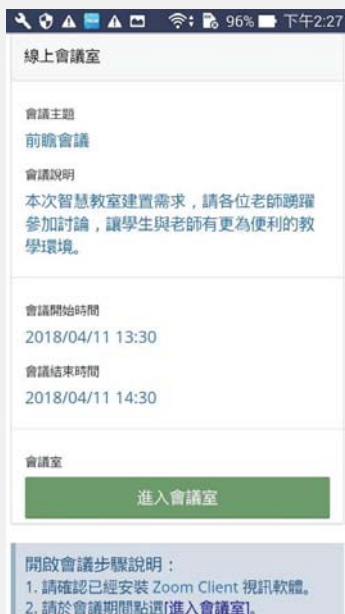 96% 下午2:27
線上會議室
會議主題
前瞻會議
會議說明
本次智慧教室建置需求，請各位老師踴躍
參加討論，讓學生與老師有更為便利的教
學環境。
會議開始時間
2018/04/11 13:30
會議結束時間
2018/04/11 14:30
會議室
進入會議室
開啟會議步驟說明：
1. 請確認已經安裝 Zoom Client 視訊軟體。
2. 請於會議期間點選[進入會議室]。